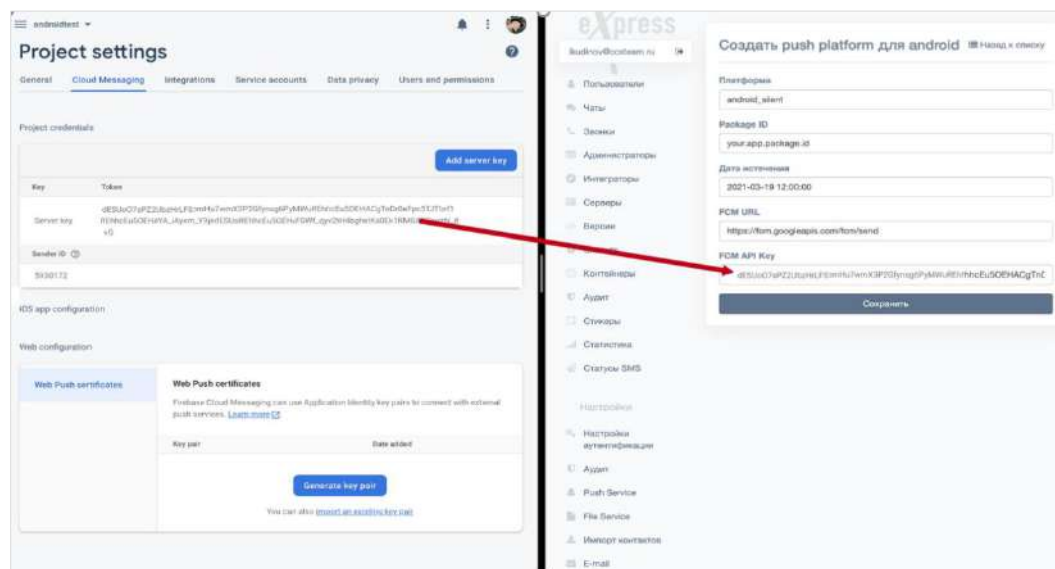 androidtest
Project settings
General Cloud Messaging Integrations Service accounts Data privacy Users and permissions
Project credentials
Add server key
Key Token
Server key
Sender ID
5930172
iOS app configuration
Web configuration
Web Push certificates
Web Push certificates
Firebase Cloud Messaging can use Application Identity key pairs to connect with external
push services. Learn more
Key pair Date added
Generate key pair
You can also import an existing key pair
eXpress
Пользователи
Чаты
Звонки
Администраторы
Интеграторы
Серверы
Версии
Контейнеры
Аудит
Стикеры
Статистика
Статусы SMS
Настройки
Настройки
аутентификации
Аудит
Push Service
File Service
Импорт контактов
E-mail
Создать push platform для android Назад к списку
Платформа
android_silent
Package ID
your.app.package.id
Дата истечения
2021-03-19 12:00:00
FCM URL
https://fcm.googleapis.com/fcm/send
FCM API Key
Сохранить